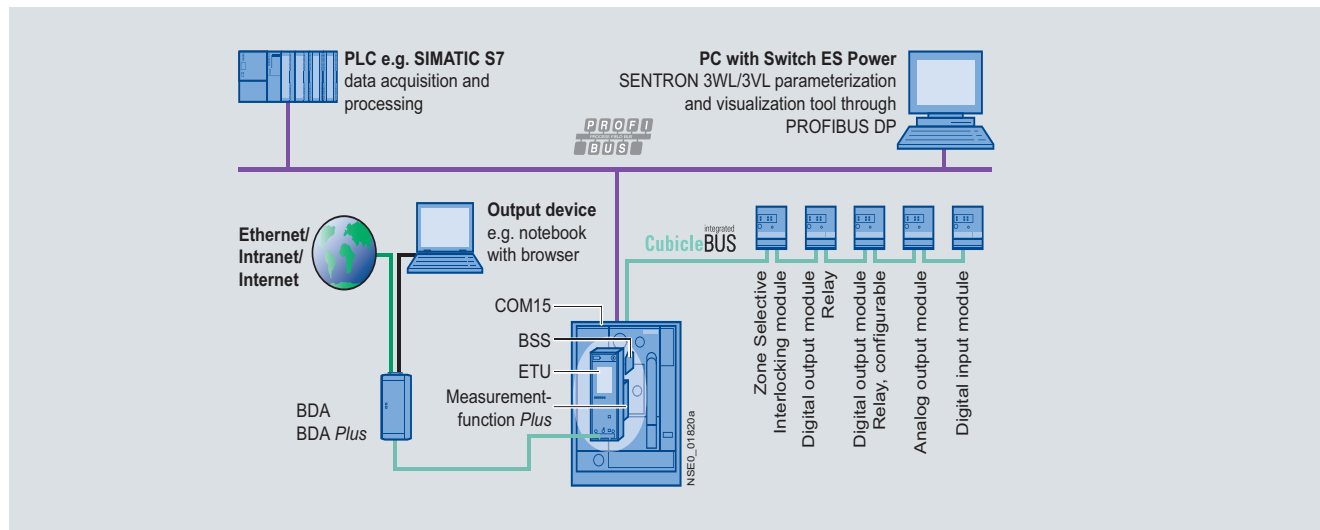 PLC e.g. SIMATIC S7
data acquisition and
processing
PC with Switch ES Power
SENTRON 3WL/3VL parameterization
and visualization tool through
PROFIBUS DP
PROFI
PROCESS FIELD BUS
BUS
Ethernet/
Intranet/
Internet
Output device
e.g. notebook
with browser
integrated
CubicleBUS
COM15
BSS
ETU
Measurement-
function Plus
BDA
BDA Plus
NSE0_01820a
Zone Selective
Interlocking module
Digital output module
Relay
Digital output module
Relay, configurable
Analog output module
Digital input module